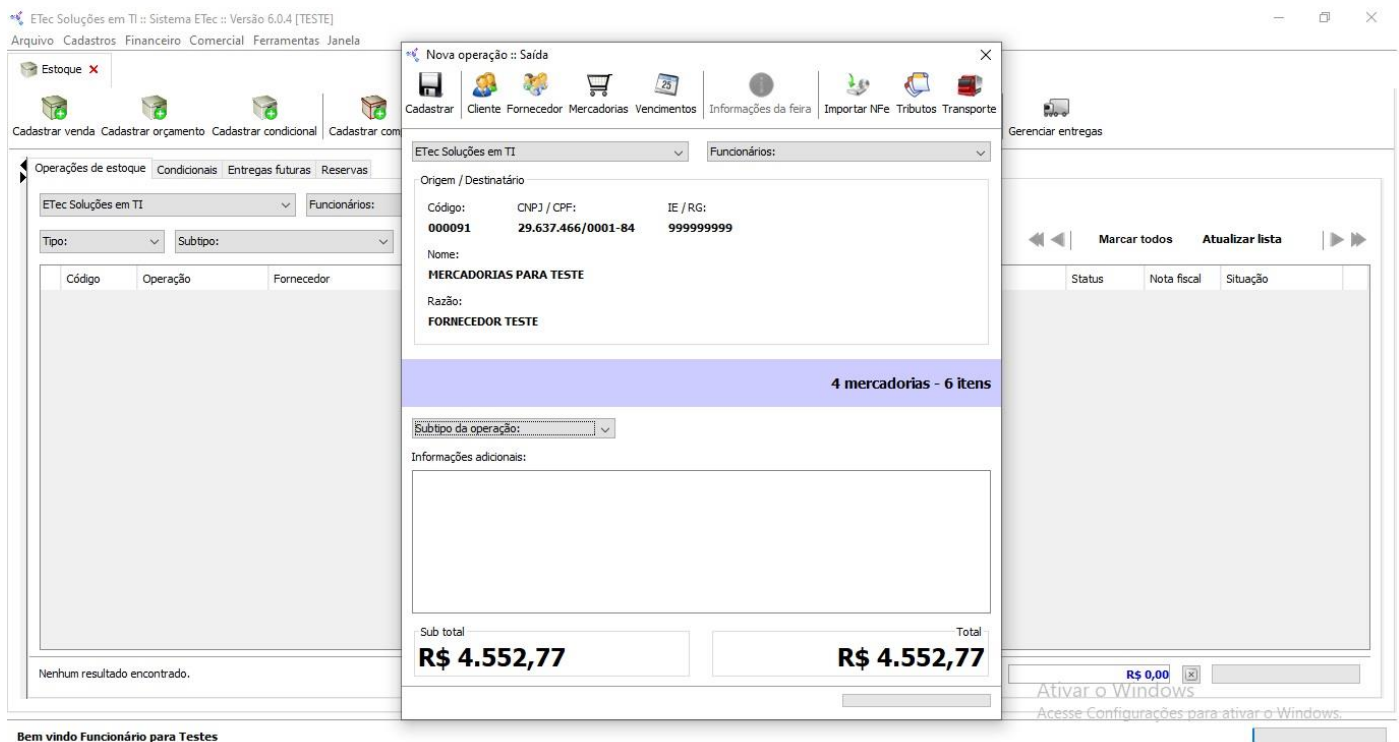 ETec Soluções em TI :: Sistema ETec :: Versão 6.0.4 [TESTE]
Arquivo Cadastros Financeiro Comercial Ferramentas Janela
Estoque
Cadastrar venda Cadastrar orçamento Cadastrar condicional Cadastrar com
Gerenciar entregas
Operações de estoque Condicionais Entregas futuras Reservas
ETec Soluções em TI Funcionários:
Tipo: Subtipo:
Marcar todos Atualizar lista
Código Operação Fornecedor
Status Nota fiscal Situação
Nova operação :: Saída
25
Cadastrar Cliente Fornecedor Mercadorias Vencimentos Informações da feira Importar NFe Tributos Transporte
ETec Soluções em TI Funcionários:
Origem / Destinatário
Código: CNPJ / CPF: IE / RG:
000091 29.637.466/0001-84 999999999
Nome:
MERCADORIAS PARA TESTE
Razão:
FORNECEDOR TESTE
4 mercadorias - 6 itens
Subtipo da operação:
Informações adicionais:
Sub total Total
R$ 4.552,77 R$ 4.552,77
Nenhum resultado encontrado.
R$ 0,00
Ativar o Windows
Acesse Configurações para ativar o Windows.
Bem vindo Funcionário para Testes